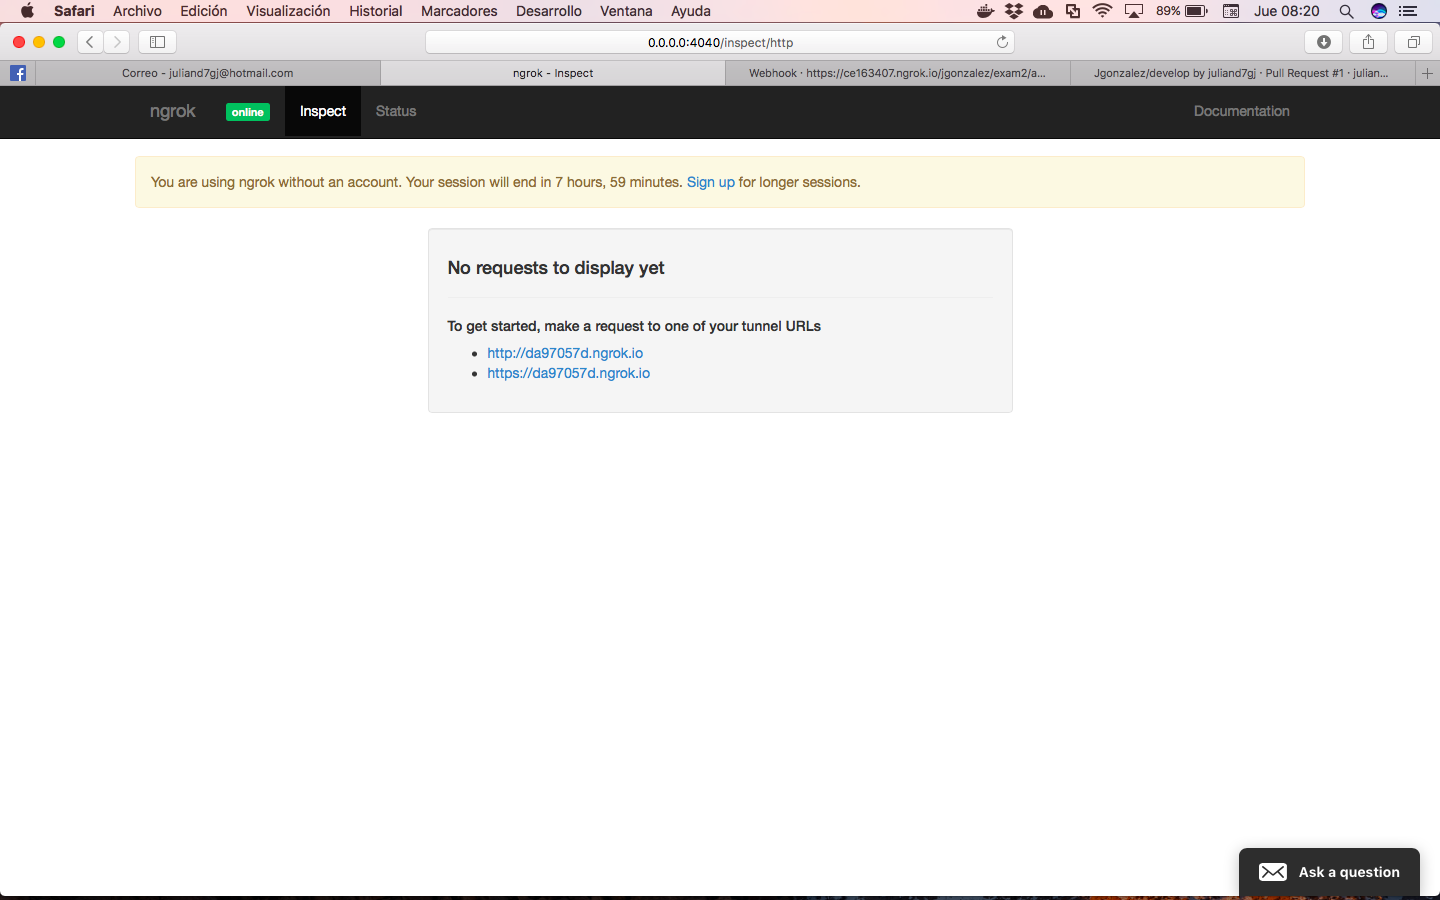 Safari Archivo Edición Visualización Historial Marcadores Desarrollo Ventana Ayuda 89% Jue 08:20
0.0.0.0:4040/inspect/http
Correo - juliand7gj@hotmail.com
ngrok - Inspect
Webhook · https://ce163407.ngrok.io/jgonzalez/exam2/a...
Jgonzalez/develop by juliand7gj · Pull Request #1 · julian...
ngrok online Inspect Status Documentation
You are using ngrok without an account. Your session will end in 7 hours, 59 minutes. Sign up for longer sessions.
No requests to display yet
To get started, make a request to one of your tunnel URLs
• http://da97057d.ngrok.io
• https://da97057d.ngrok.io
Ask a question